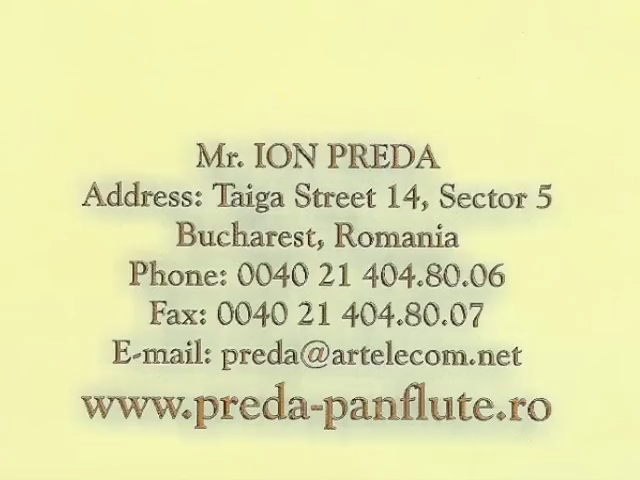 Mr. ION PREDA
Address: Taiga Street 14, Sector 5
Bucharest, Romania
Phone: 0040 21 404.80.06
Fax: 0040 21 404.80.07
E-mail: preda@artelecom.net
www.preda-panflute.ro